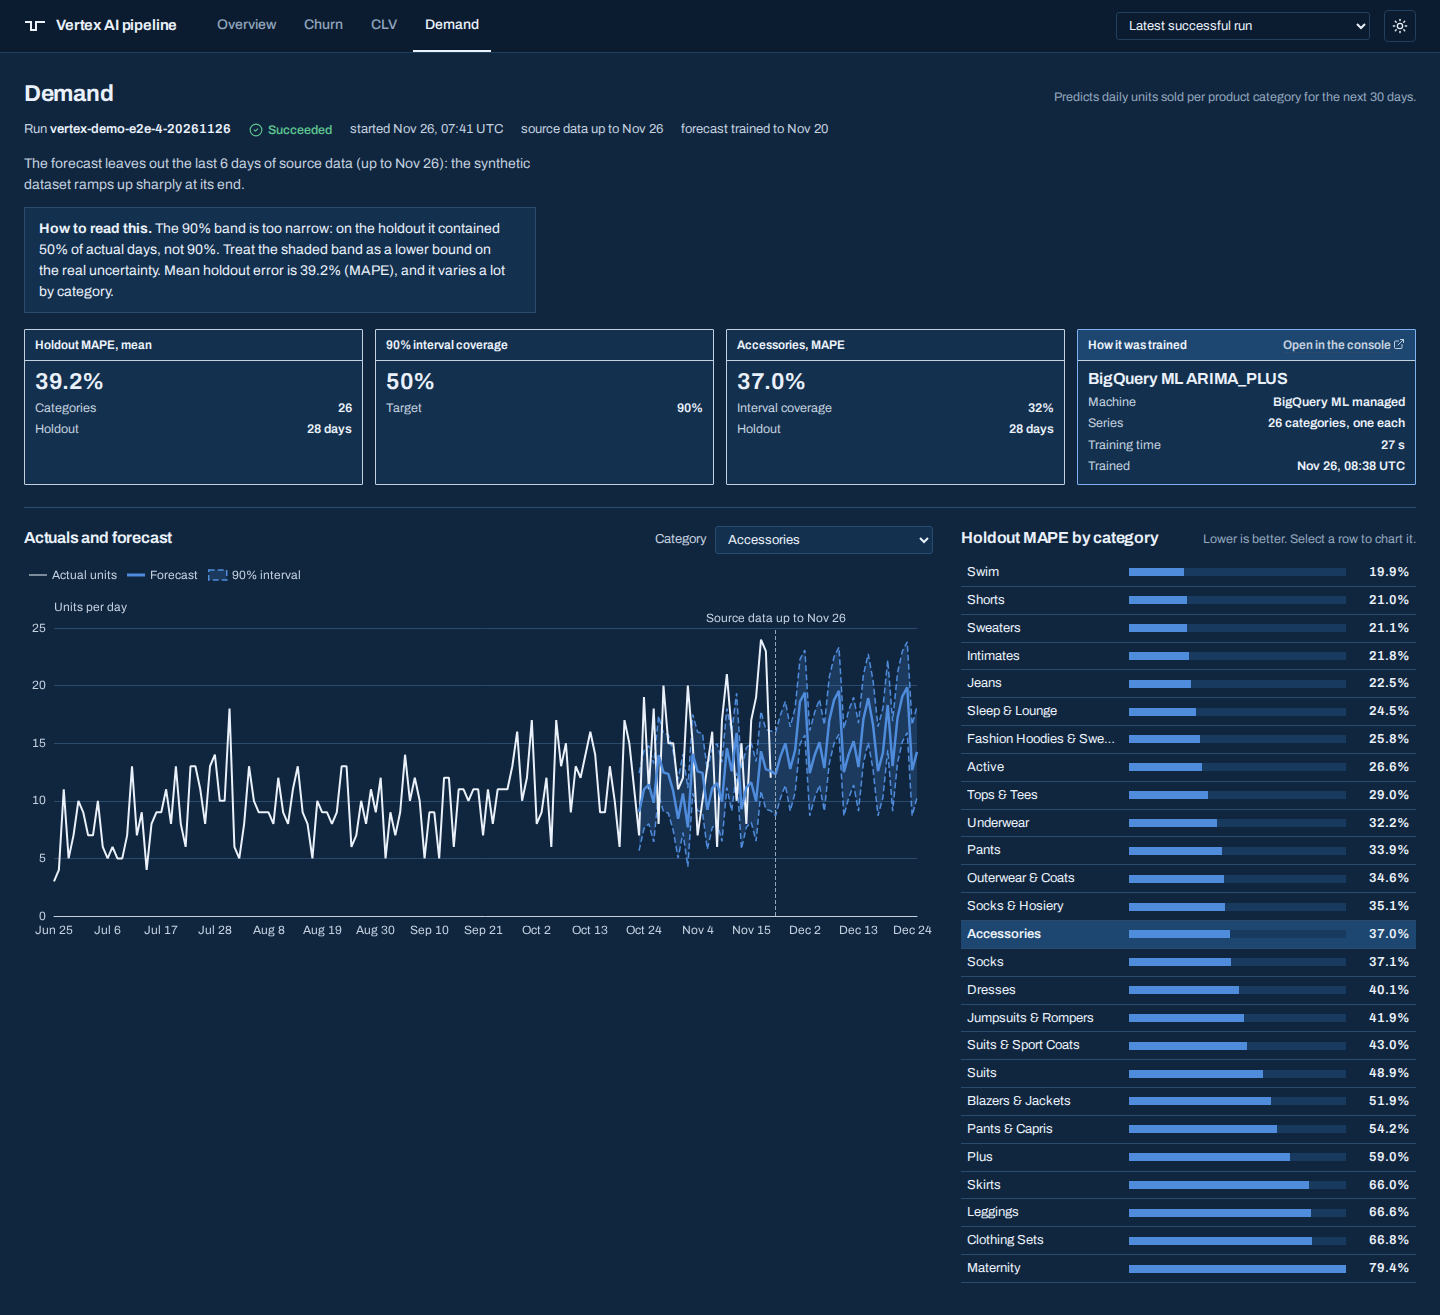 Vertex AI pipeline
Overview
Churn
CLV
Demand
Latest successful run
Demand
Predicts daily units sold per product category for the next 30 days.
Run vertex-demo-e2e-4-20261126
Succeeded
started Nov 26, 07:41 UTC
source data up to Nov 26
forecast trained to Nov 20
The forecast leaves out the last 6 days of source data (up to Nov 26): the synthetic
dataset ramps up sharply at its end.
How to read this. The 90% band is too narrow: on the holdout it contained
50% of actual days, not 90%. Treat the shaded band as a lower bound on
the real uncertainty. Mean holdout error is 39.2% (MAPE), and it varies a lot
by category.
Holdout MAPE, mean
39.2%
Categories 26
Holdout 28 days
90% interval coverage
50%
Target 90%
Accessories, MAPE
37.0%
Interval coverage 32%
Holdout 28 days
How it was trained
Open in the console
BigQuery ML ARIMA_PLUS
Machine BigQuery ML managed
Series 26 categories, one each
Training time 27 s
Trained Nov 26, 08:38 UTC
Actuals and forecast
Category
Accessories
Actual units
Forecast
90% interval
Units per day
Source data up to Nov 26
25
20
15
10
5
0
Jun 25 Jul 6 Jul 17 Jul 28 Aug 8 Aug 19 Aug 30 Sep 10 Sep 21 Oct 2 Oct 13 Oct 24 Nov 4 Nov 15 Dec 2 Dec 13 Dec 24
Holdout MAPE by category
Lower is better. Select a row to chart it.
Swim 19.9%
Shorts 21.0%
Sweaters 21.1%
Intimates 21.8%
Jeans 22.5%
Sleep & Lounge 24.5%
Fashion Hoodies & Swe... 25.8%
Active 26.6%
Tops & Tees 29.0%
Underwear 32.2%
Pants 33.9%
Outerwear & Coats 34.6%
Socks & Hosiery 35.1%
Accessories 37.0%
Socks 37.1%
Dresses 40.1%
Jumpsuits & Rompers 41.9%
Suits & Sport Coats 43.0%
Suits 48.9%
Blazers & Jackets 51.9%
Pants & Capris 54.2%
Plus 59.0%
Skirts 66.0%
Leggings 66.6%
Clothing Sets 66.8%
Maternity 79.4%